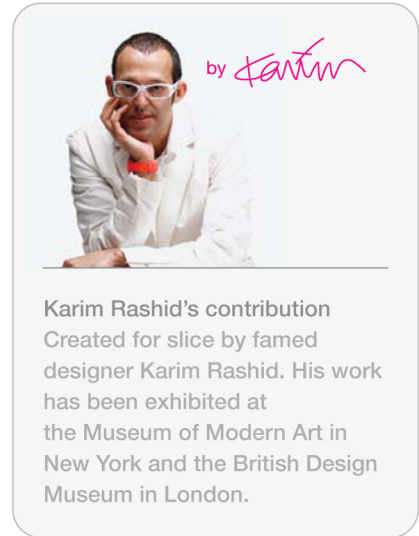 by Karim
Karim Rashid's contribution
Created for slice by famed
designer Karim Rashid. His work
has been exhibited at
the Museum of Modern Art in
New York and the British Design
Museum in London.